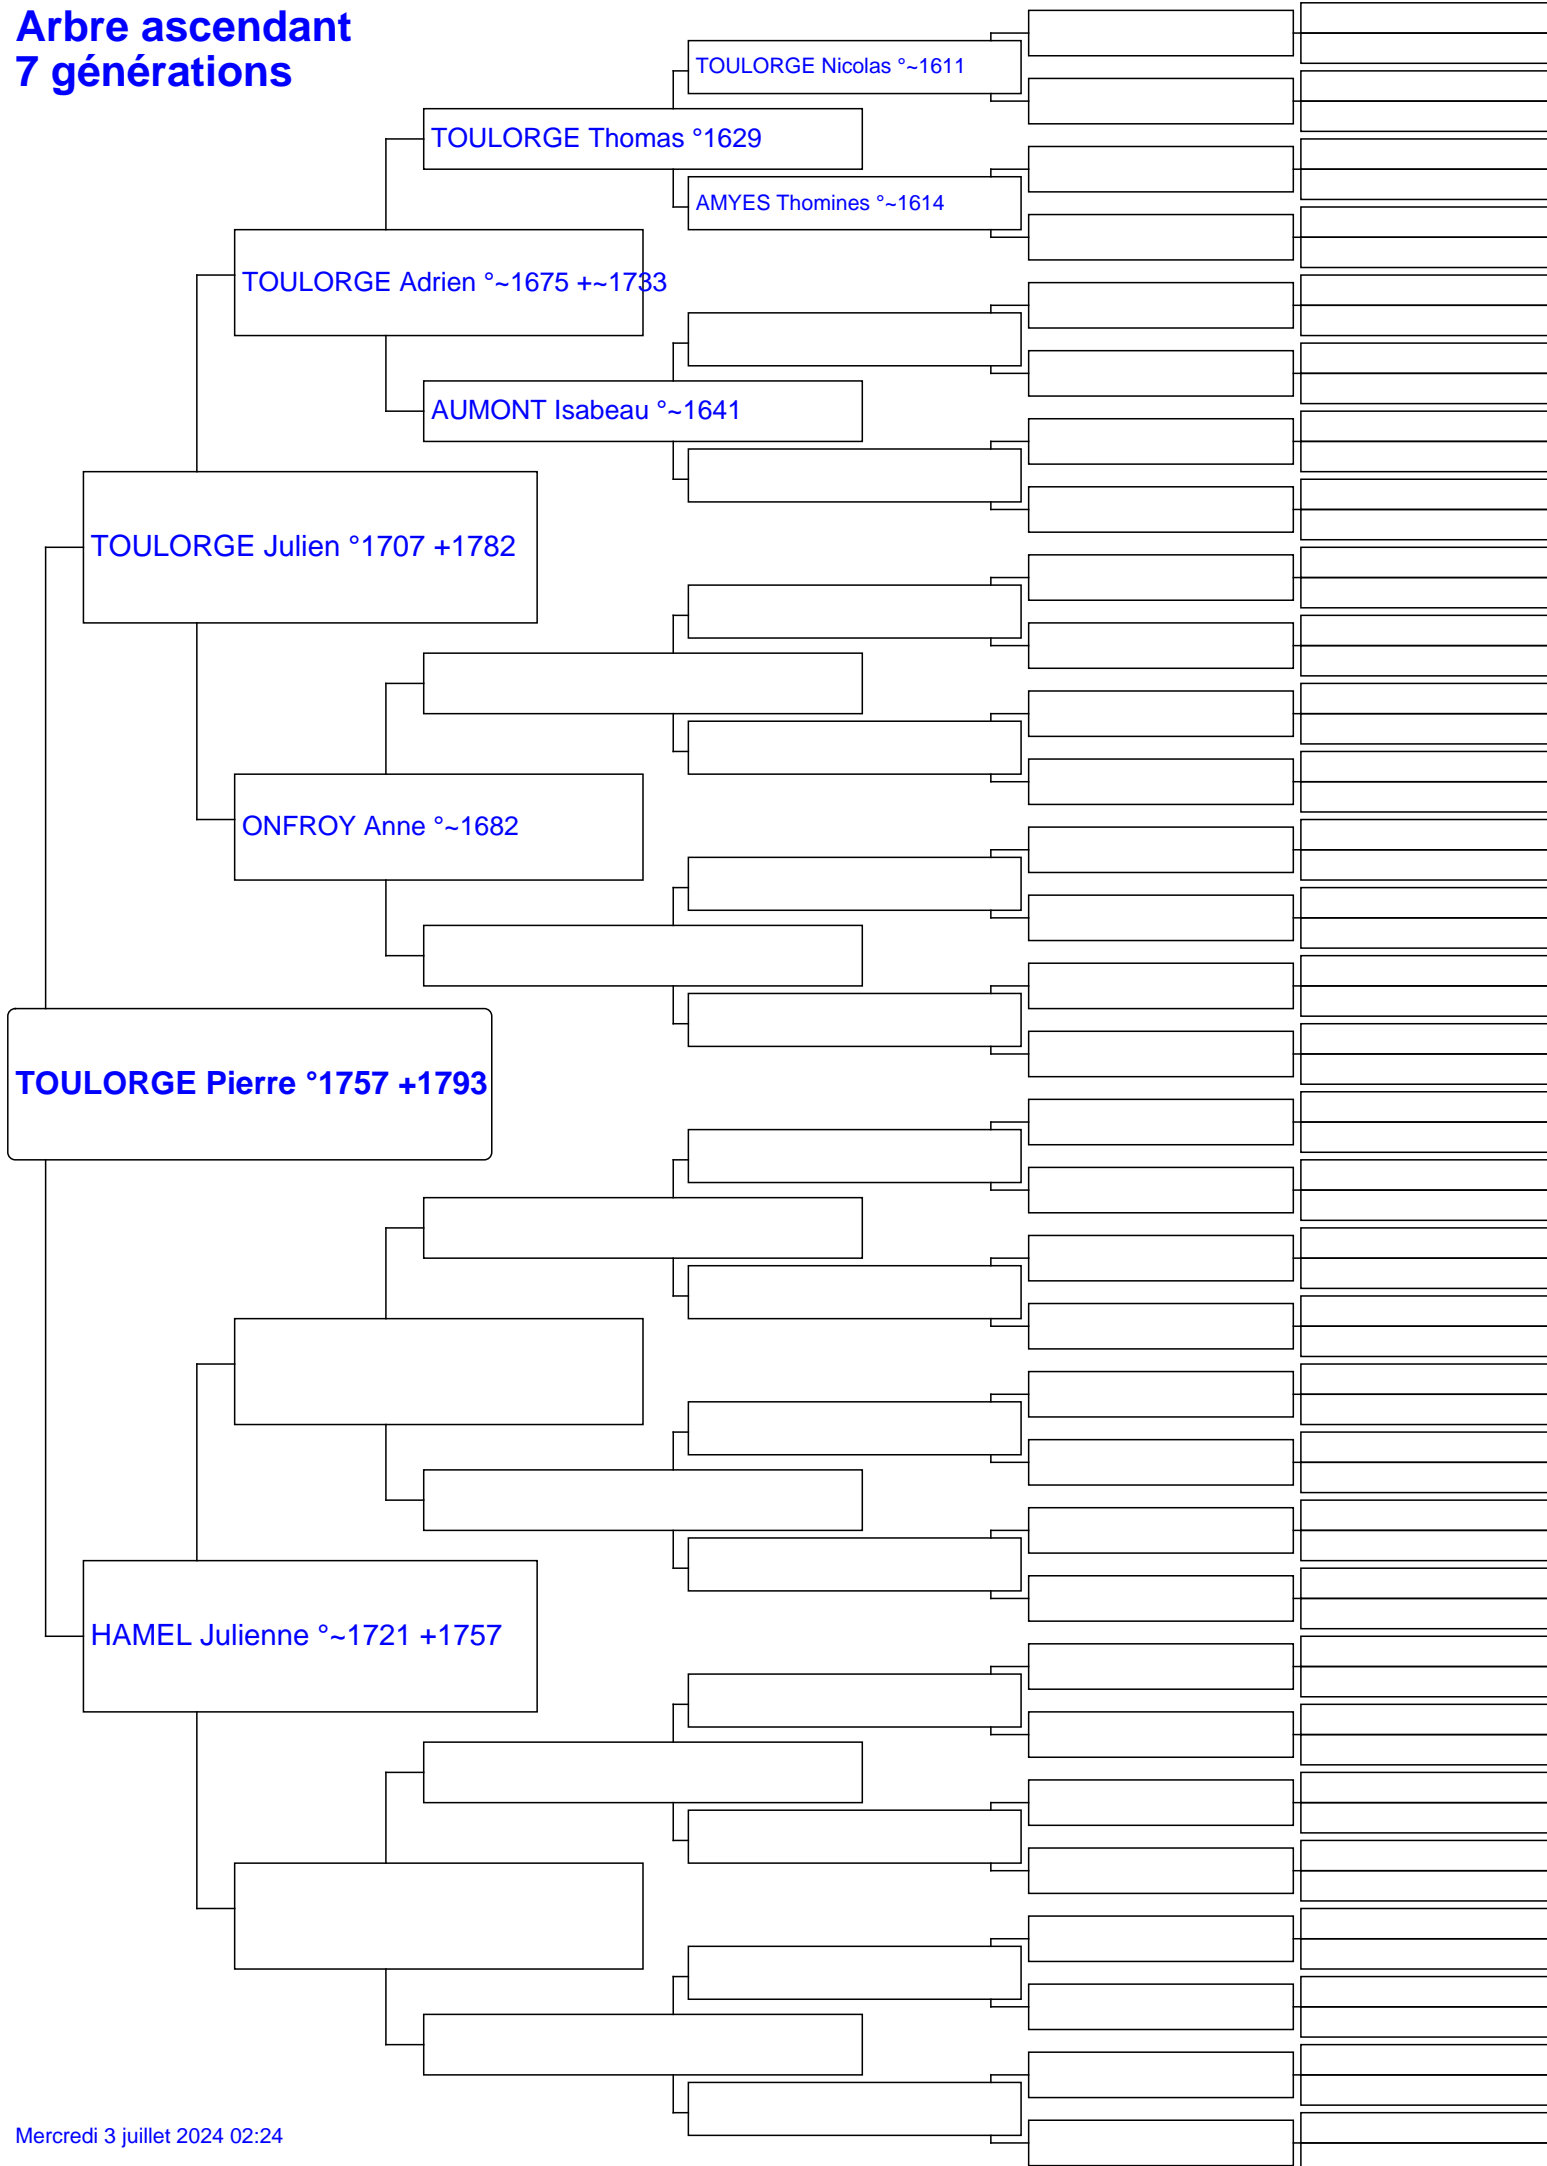 Arbre ascendant
7 générations
TOULORGE Nicolas °~1611
TOULORGE Thomas °1629
AMYES Thomines °~1614
TOULORGE Adrien °~1675 +~1733
AUMONT Isabeau °~1641
TOULORGE Julien °1707 +1782
ONFROY Anne °~1682
TOULORGE Pierre °1757 +1793
HAMEL Julienne °~1721 +1757
Mercredi 3 juillet 2024 02:24